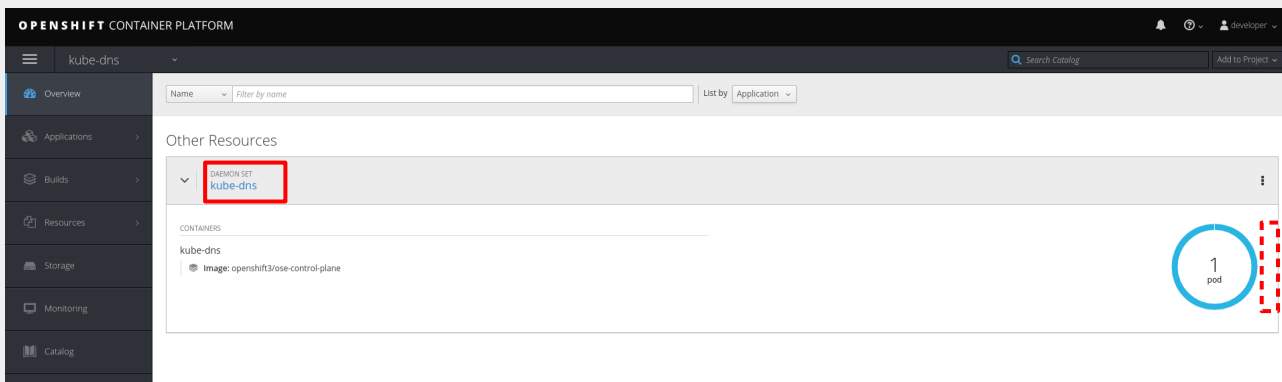 OPENSHIFT CONTAINER PLATFORM
developer
kube-dns
Search Catalog
Add to Project
Overview
Name
Filter by name
List by
Application
Applications
Builds
Resources
Storage
Monitoring
Catalog
Other Resources
DAEMON SET
kube-dns
CONTAINERS
kube-dns
Image: openshift3/ose-control-plane
1
pod